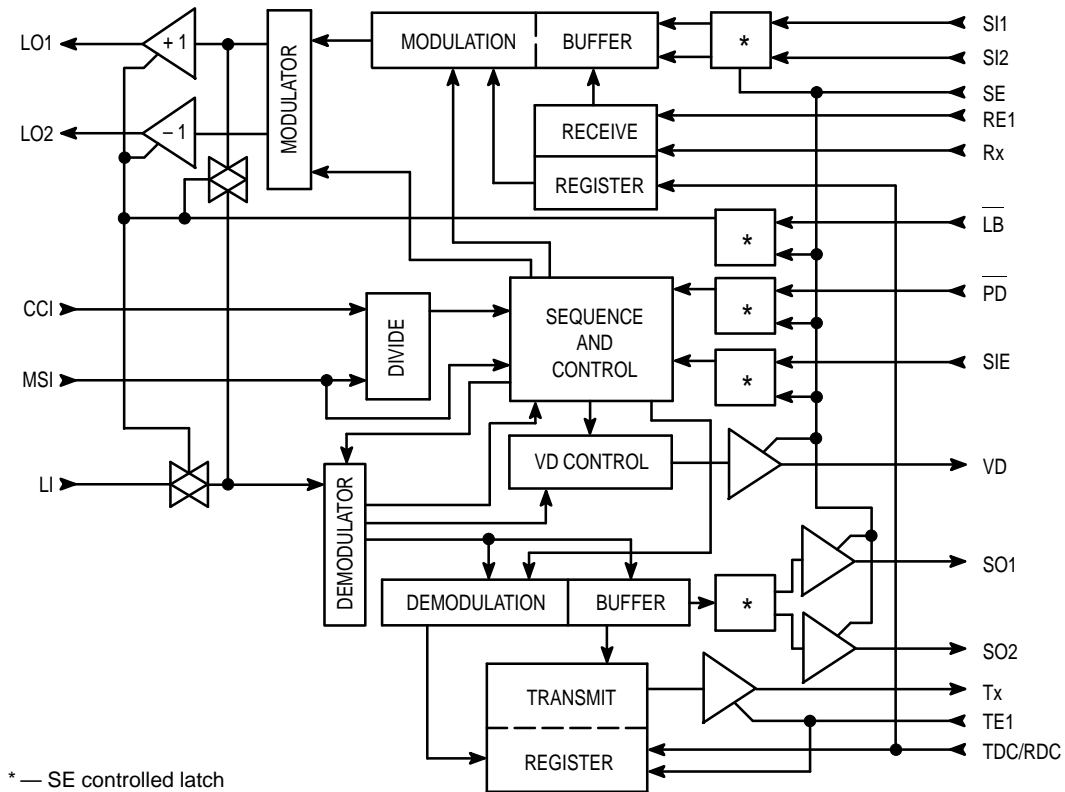 LO1
+ 1
MODULATOR
MODULATION
BUFFER
*
SI1
SI2
SE
LO2
– 1
RECEIVE
REGISTER
RE1
Rx
*
LB
CCI
DIVIDE
SEQUENCE
AND
CONTROL
*
PD
MSI
*
SIE
LI
DEMODULATOR
VD CONTROL
VD
DEMODULATION
BUFFER
*
SO1
SO2
TRANSMIT
REGISTER
Tx
TE1
TDC/RDC
* — SE controlled latch